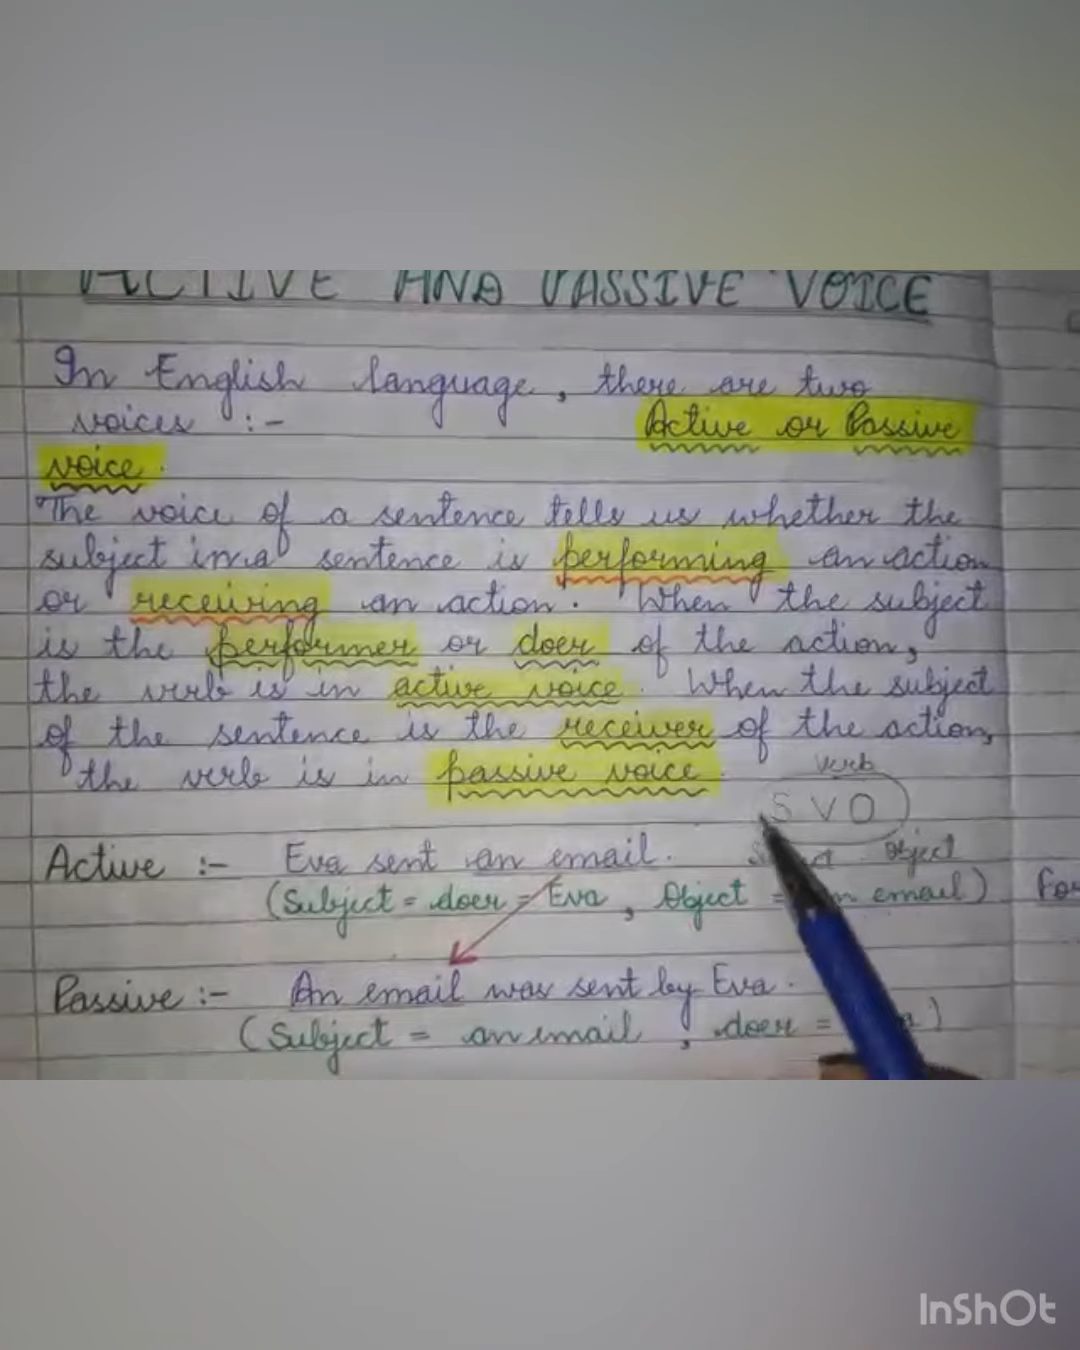 ACTIVE AND PASSIVE VOICE
In English language, there are two
voices :- Active or Passive
voice.
The voice of a sentence tells us whether the
subject in a sentence is performing an action
or receiving an action. When the subject
is the performer or doer of the action,
the verb is in active voice. When the subject
of the sentence is the receiver of the action,
the verb is in passive voice.
verb
S V O
Object
Active :- Eva sent an email.
(Subject = doer = Eva, Object = email)
Passive :- An email was sent by Eva.
(Subject = an email, doer =
InShOt